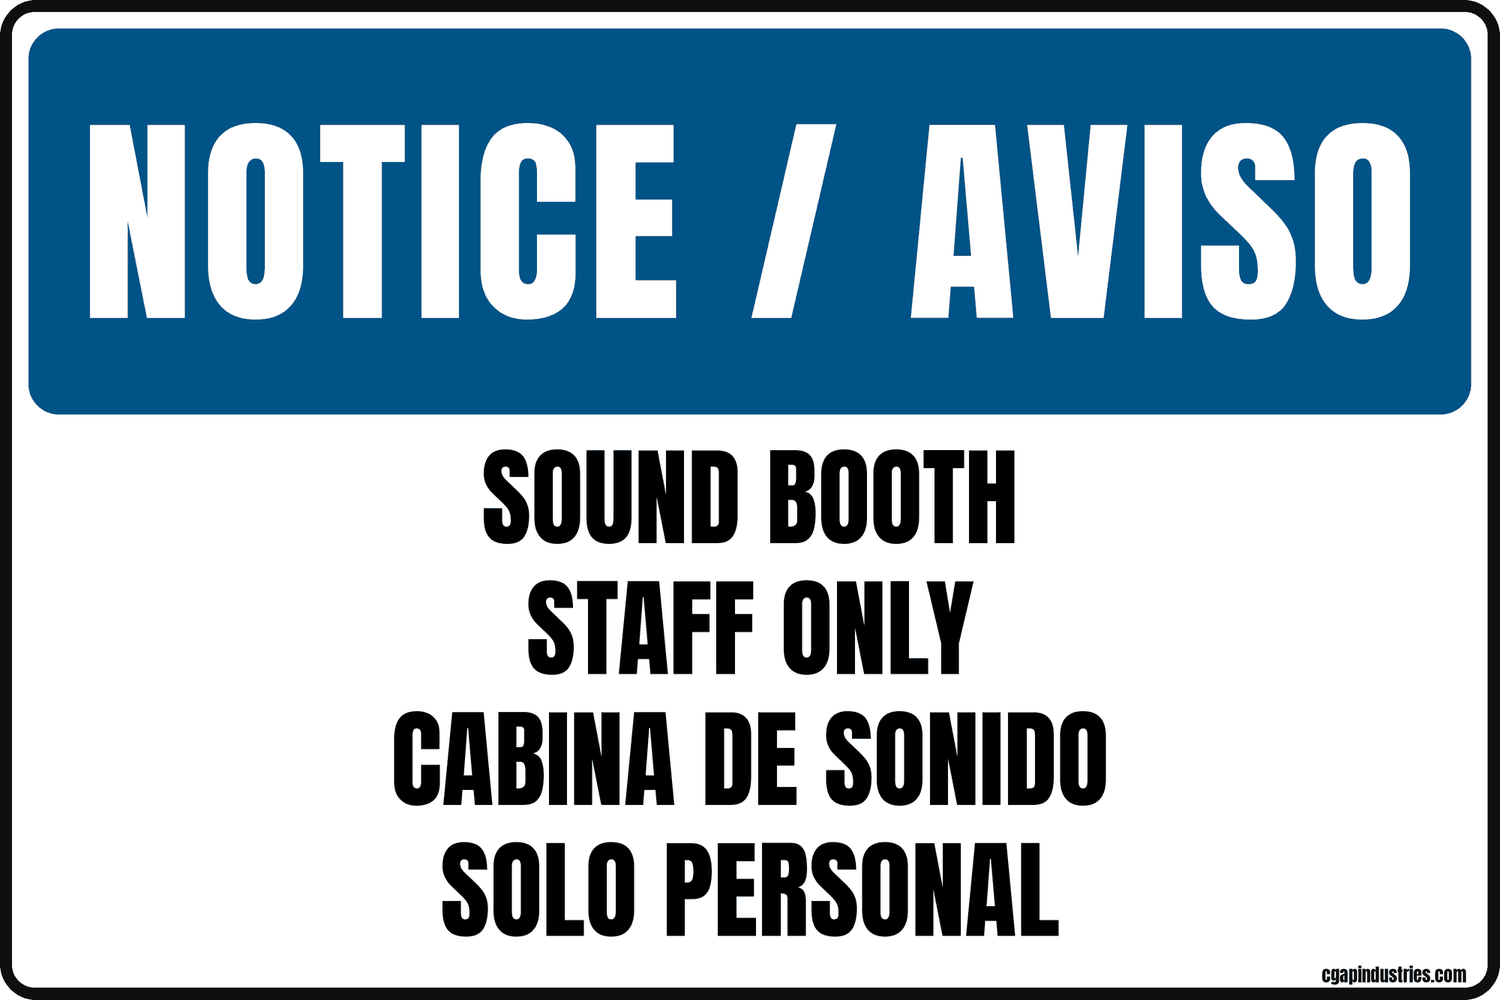 NOTICE / AVISO
SOUND BOOTH
STAFF ONLY
CABINA DE SONIDO
SOLO PERSONAL
cgapindustries.com